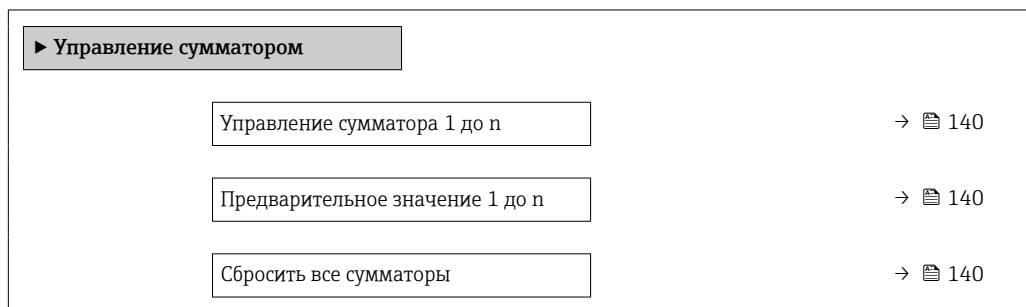 ► Управление сумматором
Управление сумматора 1 до n → 140
Предварительное значение 1 до n → 140
Сбросить все сумматоры → 140